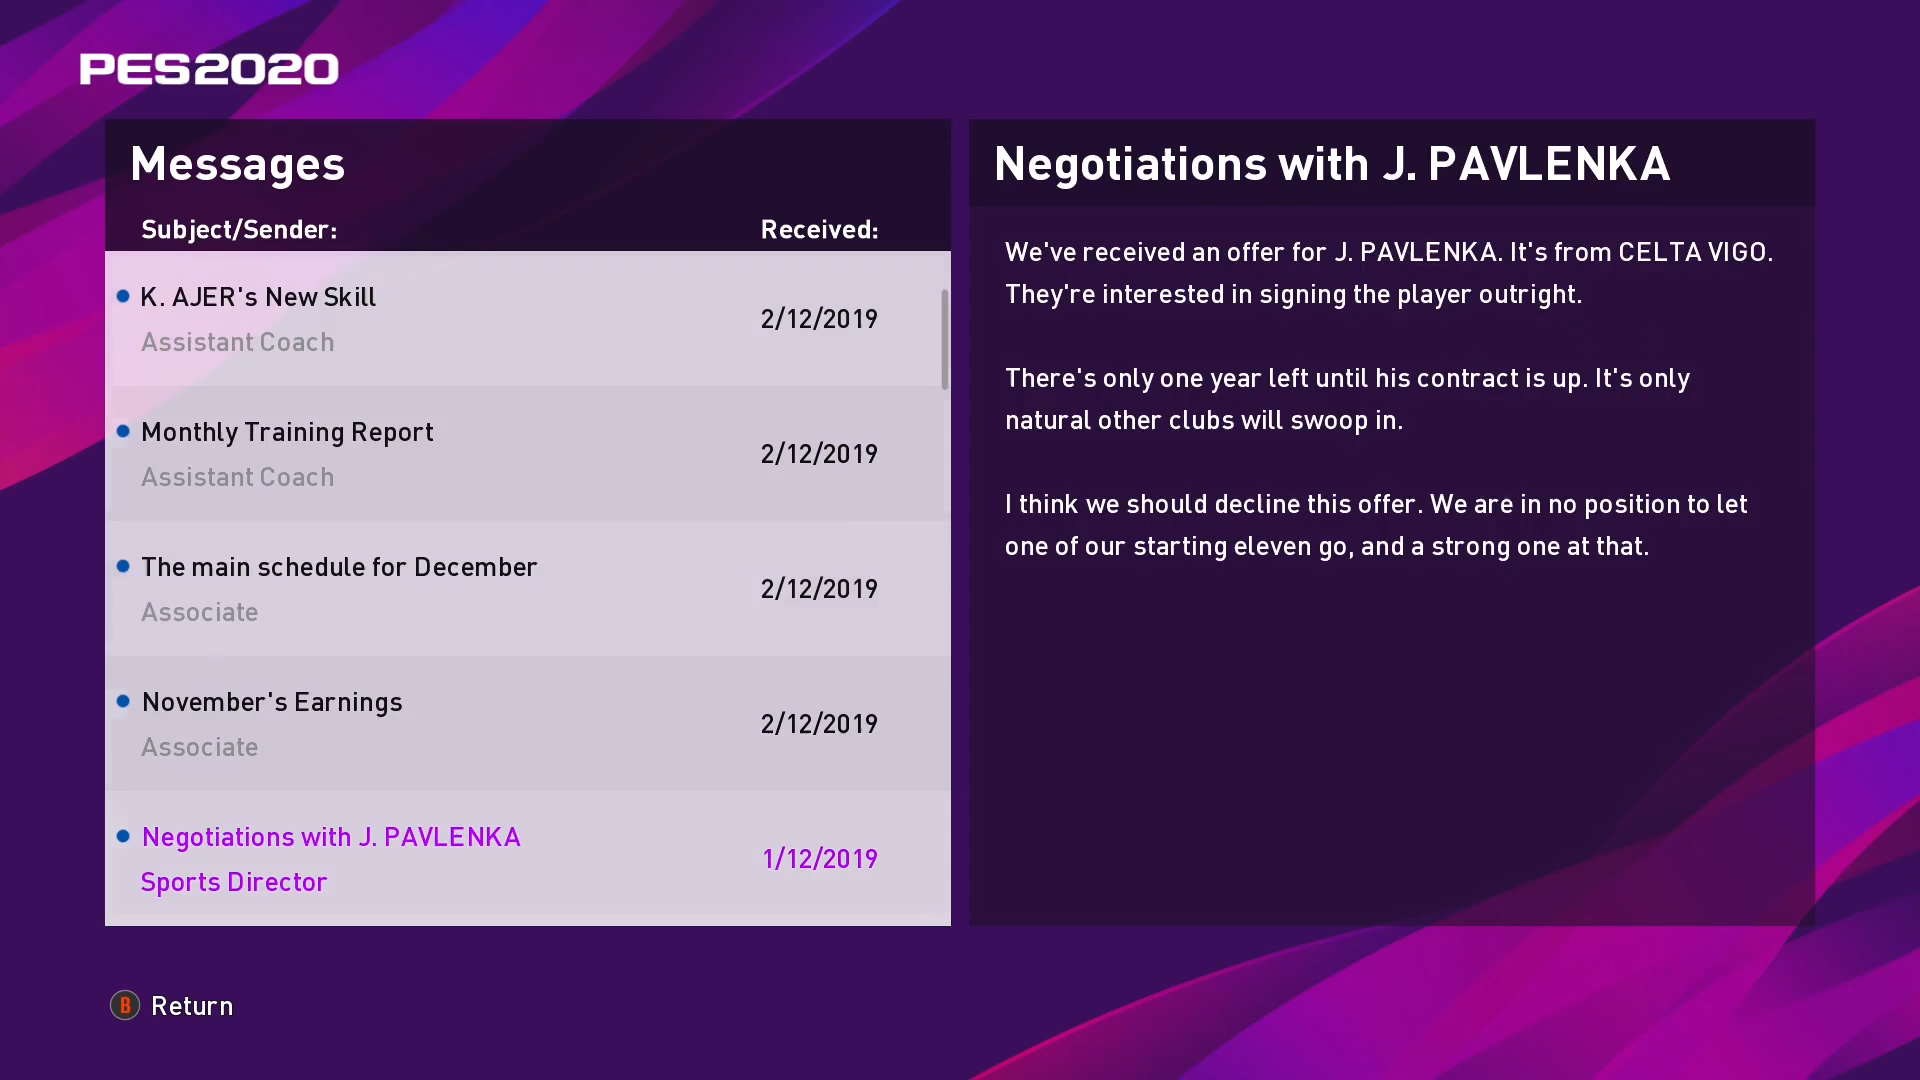 PES2020
Messages
Subject/Sender:
Received:
K. AJER's New Skill
Assistant Coach
2/12/2019
Monthly Training Report
Assistant Coach
2/12/2019
The main schedule for December
Associate
2/12/2019
November's Earnings
Associate
2/12/2019
Negotiations with J. PAVLENKA
Sports Director
1/12/2019
Negotiations with J. PAVLENKA
We've received an offer for J. PAVLENKA. It's from CELTA VIGO.
They're interested in signing the player outright.
There's only one year left until his contract is up. It's only
natural other clubs will swoop in.
I think we should decline this offer. We are in no position to let
one of our starting eleven go, and a strong one at that.
B Return